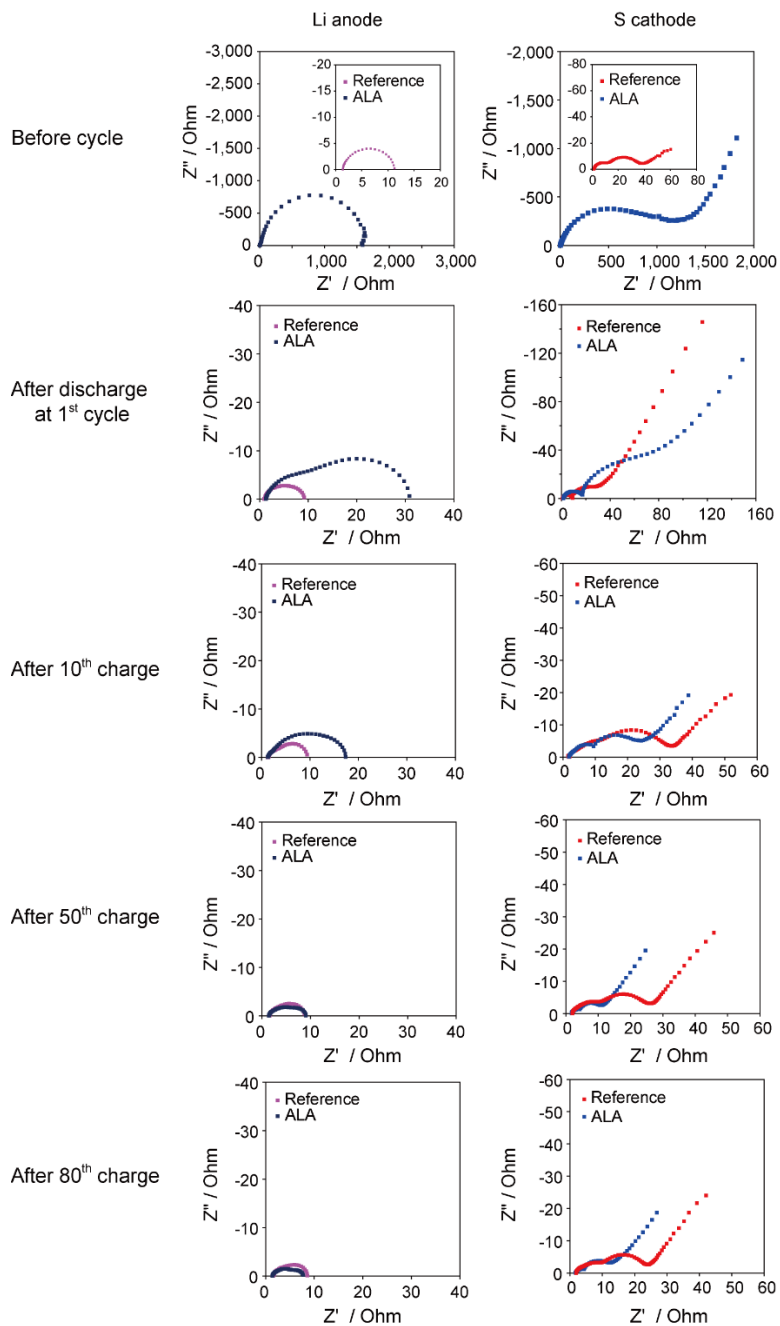 Li anode
S cathode
Before cycle
-3,000
-2,500
-2,000
-1,500
-1,000
-500
0
Z'' / Ohm
0
1,000
2,000
3,000
Z' / Ohm
-20
-15
-10
-5
0
0
5
10
15
20
Reference
ALA
-2,000
-1,500
-1,000
-500
0
Z'' / Ohm
0
500
1,000
1,500
2,000
Z' / Ohm
-80
-60
-40
-20
0
0
20
40
60
80
Reference
ALA
After discharge
at 1st cycle
-40
-30
-20
-10
0
Z'' / Ohm
0
10
20
30
40
Z' / Ohm
Reference
ALA
-160
-120
-80
-40
0
Z'' / Ohm
0
40
80
120
160
Z' / Ohm
Reference
ALA
After 10th charge
-40
-30
-20
-10
0
Z'' / Ohm
0
10
20
30
40
Z' / Ohm
Reference
ALA
-60
-50
-40
-30
-20
-10
0
Z'' / Ohm
0
10
20
30
40
50
60
Z' / Ohm
Reference
ALA
After 50th charge
-40
-30
-20
-10
0
Z'' / Ohm
0
10
20
30
40
Z' / Ohm
Reference
ALA
-60
-50
-40
-30
-20
-10
0
Z'' / Ohm
0
10
20
30
40
50
60
Z' / Ohm
Reference
ALA
After 80th charge
-40
-30
-20
-10
0
Z'' / Ohm
0
10
20
30
40
Z' / Ohm
Reference
ALA
-60
-50
-40
-30
-20
-10
0
Z'' / Ohm
0
10
20
30
40
50
60
Z' / Ohm
Reference
ALA